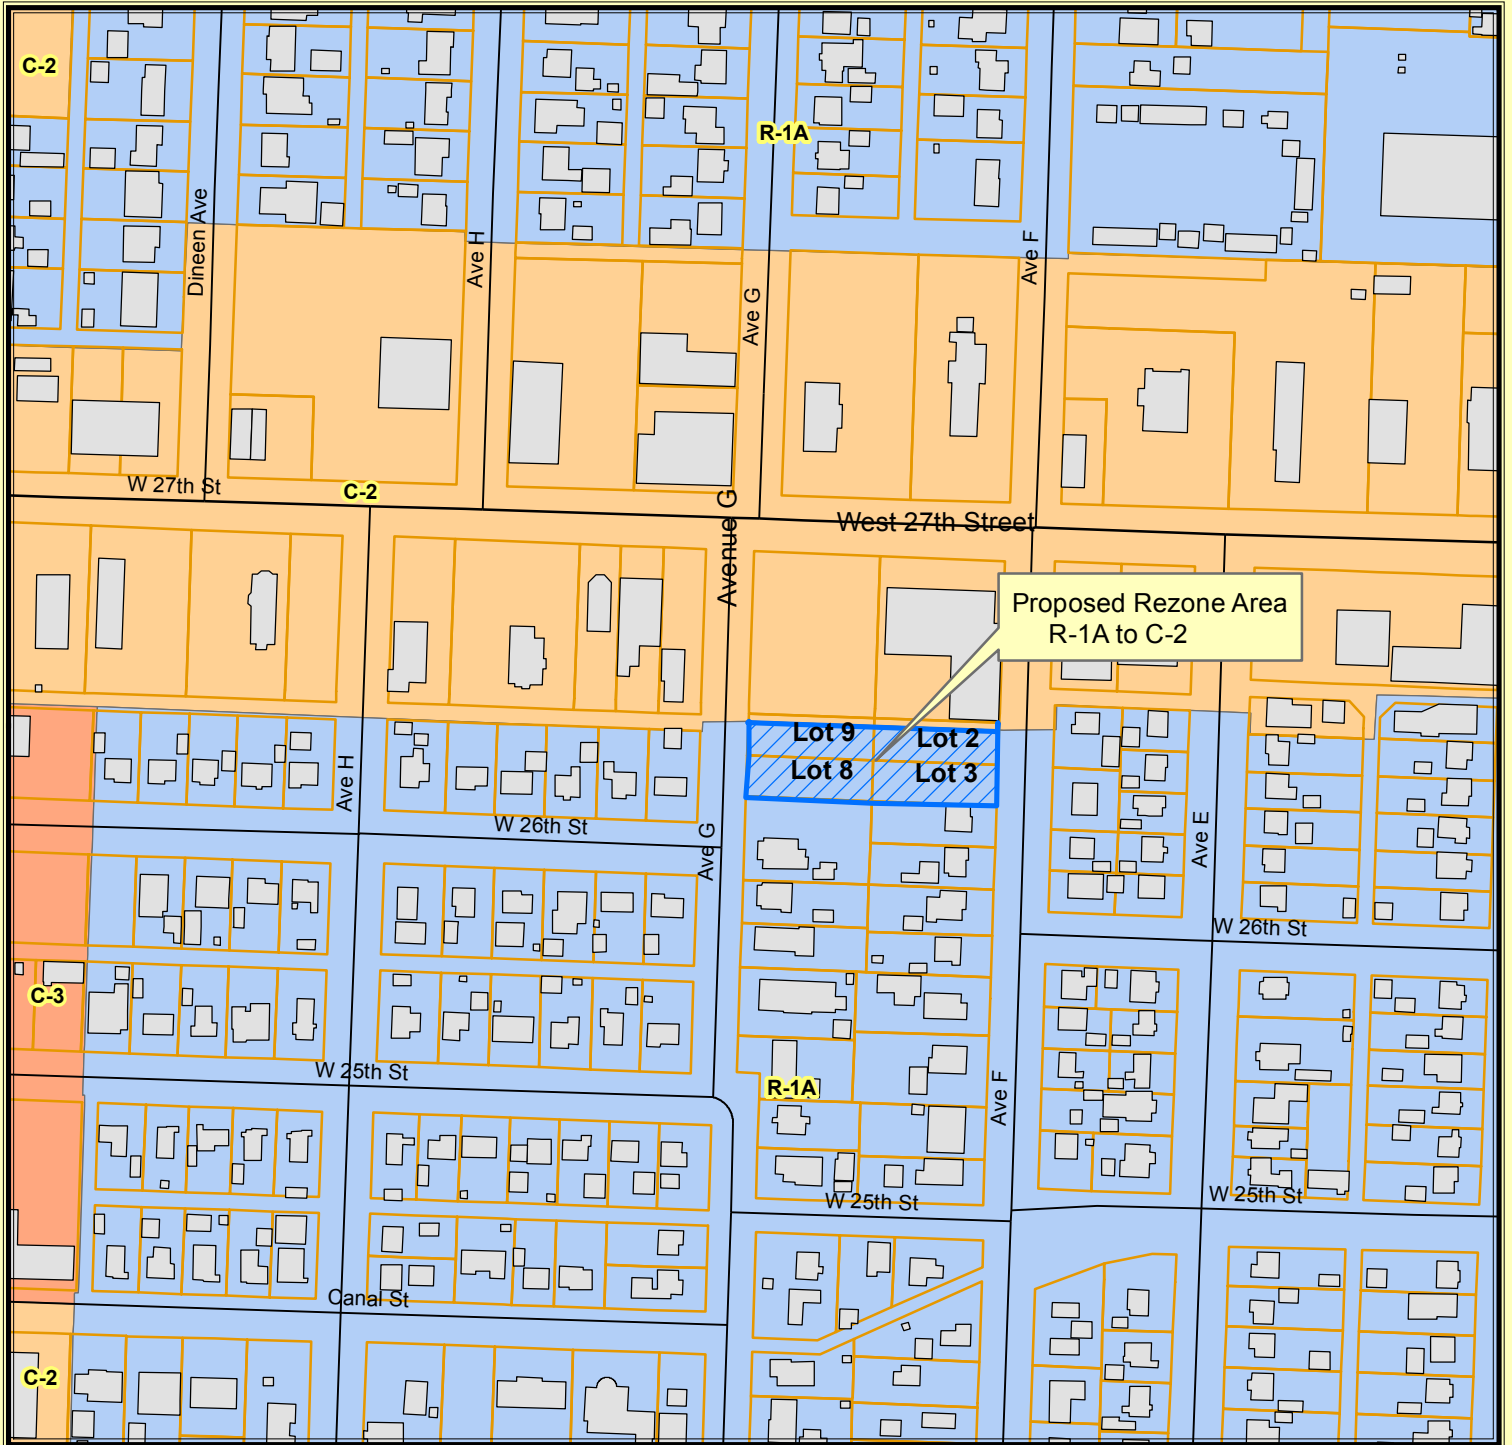 C-2
R-1A
Dineen Ave
Ave H
Ave F
Ave G
W 27th St
C-2
Avenue G
West 27th Street
Proposed Rezone Area
R-1A to C-2
Lot 9
Lot 2
Lot 8
Lot 3
Ave H
W 26th St
Ave G
Ave E
W 26th St
C-3
W 25th St
R-1A
Ave F
W 25th St
W 25th St
Canal St
C-2